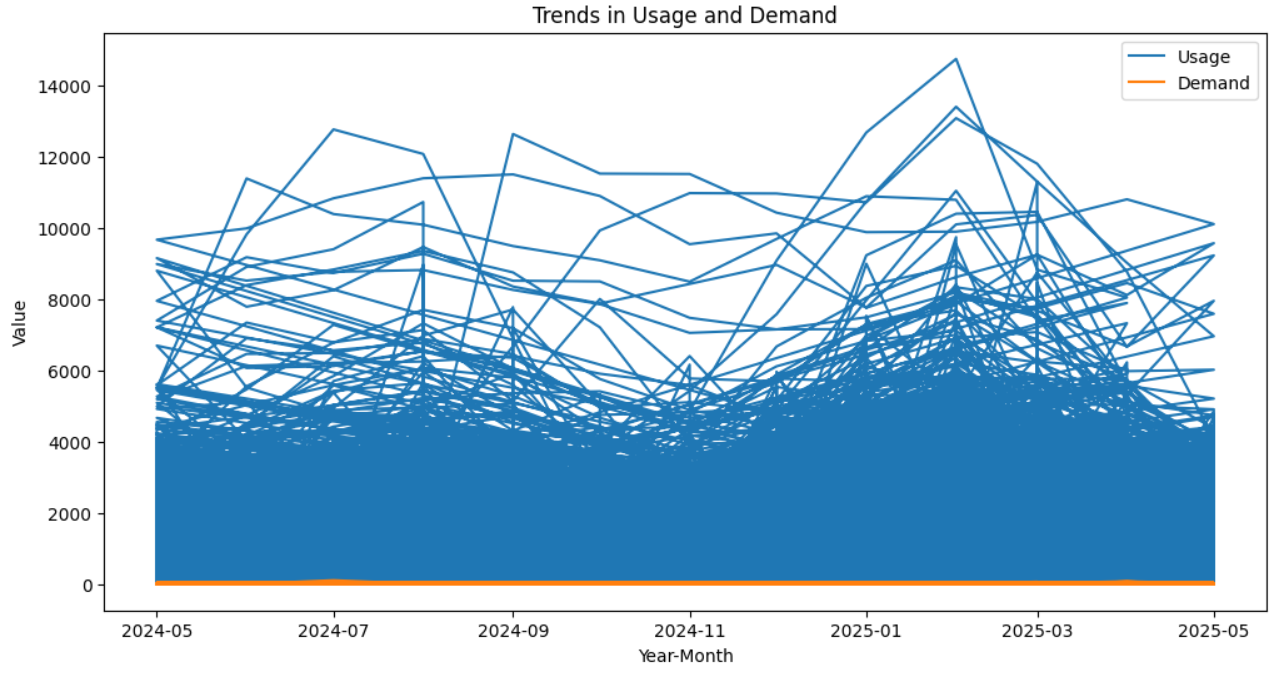 Trends in Usage and Demand
Usage
Demand
Value
14000
12000
10000
8000
6000
4000
2000
0
2024-05 2024-07 2024-09 2024-11 2025-01 2025-03 2025-05
Year-Month